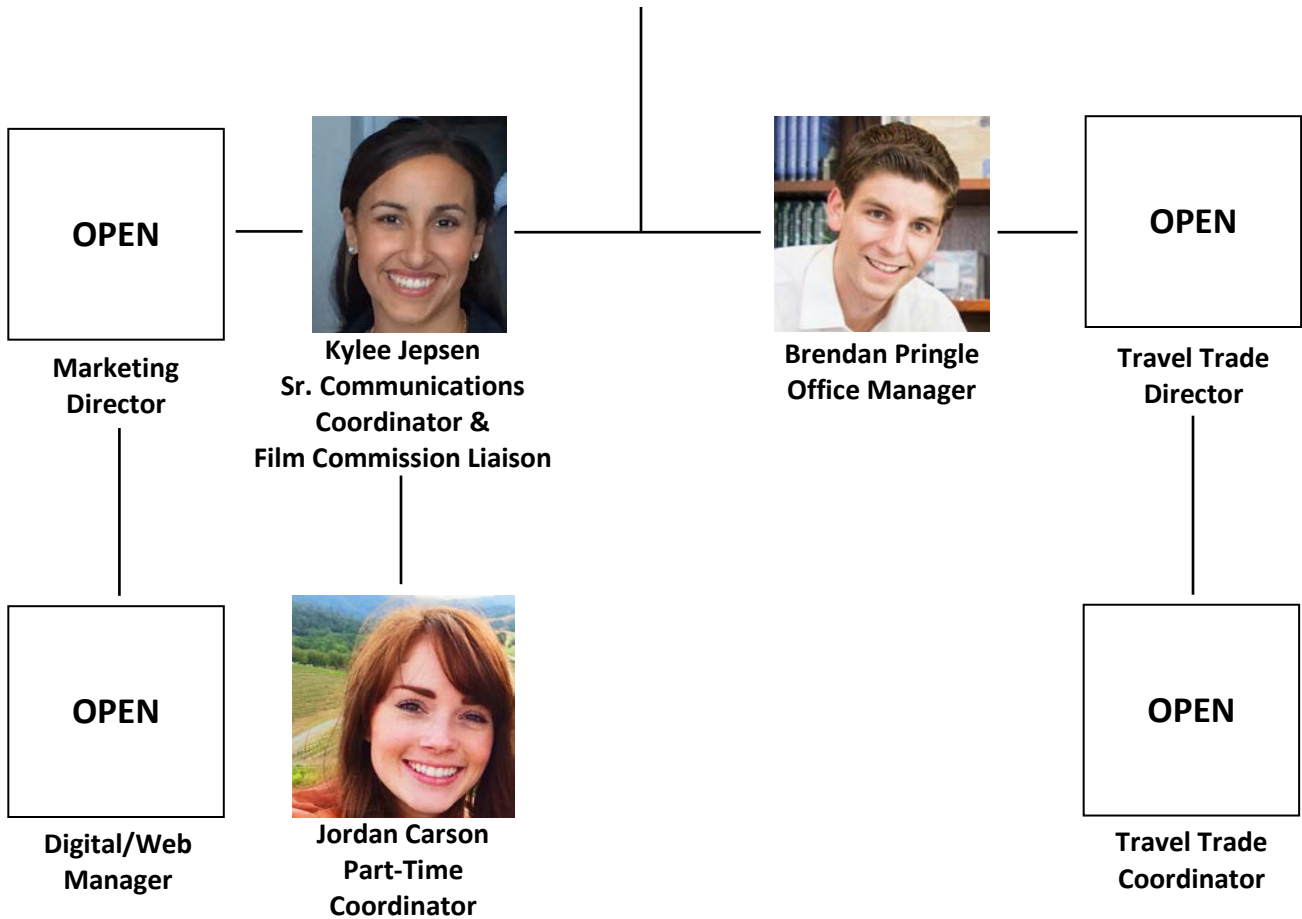 OPEN
Marketing
Director
Kylee Jepsen
Sr. Communications
Coordinator &
Film Commission Liaison
Brendan Pringle
Office Manager
OPEN
Travel Trade
Director
OPEN
Digital/Web
Manager
Jordan Carson
Part-Time
Coordinator
OPEN
Travel Trade
Coordinator